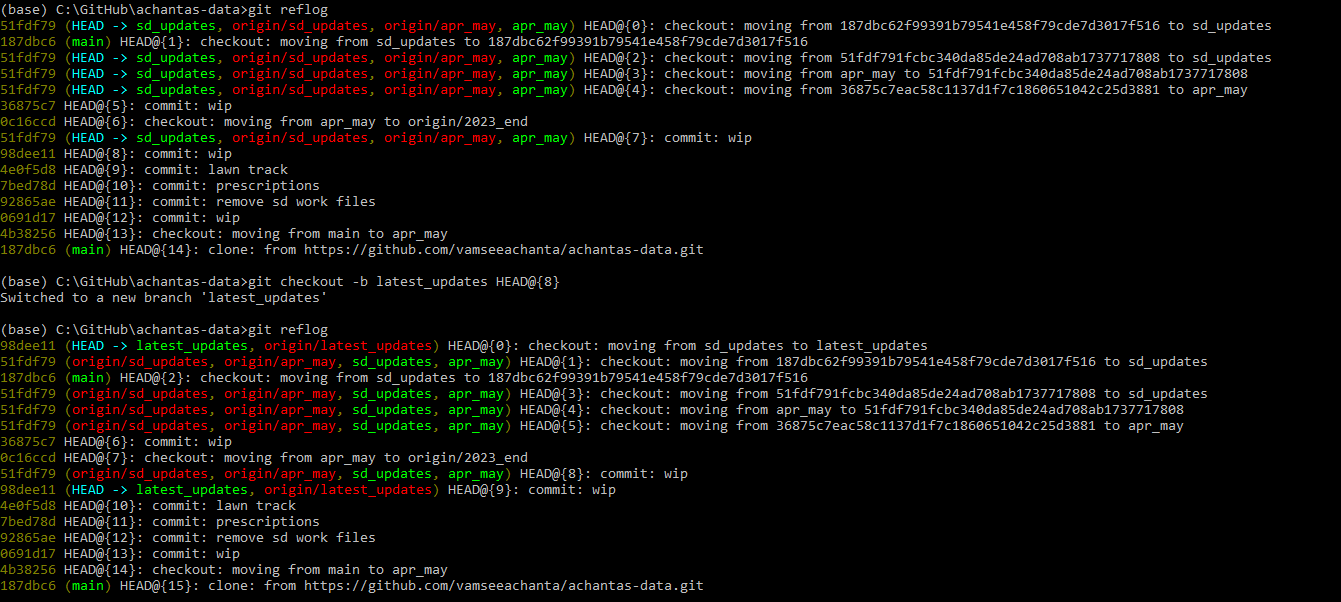 (base) C:\GitHub\achantas-data>git reflog
51fdf79 (HEAD -> sd_updates, origin/sd_updates, origin/apr_may, apr_may) HEAD@{0}: checkout: moving from 187dbc62f99391b79541e458f79cde7d3017f516 to sd_updates
187dbc6 (main) HEAD@{1}: checkout: moving from sd_updates to 187dbc62f99391b79541e458f79cde7d3017f516
51fdf79 (HEAD -> sd_updates, origin/sd_updates, origin/apr_may, apr_may) HEAD@{2}: checkout: moving from 51fdf791fcbc340da85de24ad708ab1737717808 to sd_updates
51fdf79 (HEAD -> sd_updates, origin/sd_updates, origin/apr_may, apr_may) HEAD@{3}: checkout: moving from apr_may to 51fdf791fcbc340da85de24ad708ab1737717808
51fdf79 (HEAD -> sd_updates, origin/sd_updates, origin/apr_may, apr_may) HEAD@{4}: checkout: moving from 36875c7eac58c1137d1f7c1860651042c25d3881 to apr_may
36875c7 HEAD@{5}: commit: wip
0c16ccd HEAD@{6}: checkout: moving from apr_may to origin/2023_end
51fdf79 (HEAD -> sd_updates, origin/sd_updates, origin/apr_may, apr_may) HEAD@{7}: commit: wip
98dee11 HEAD@{8}: commit: wip
4e0f5d8 HEAD@{9}: commit: lawn track
7bed78d HEAD@{10}: commit: prescriptions
92865ae HEAD@{11}: commit: remove sd work files
0691d17 HEAD@{12}: commit: wip
4b38256 HEAD@{13}: checkout: moving from main to apr_may
187dbc6 (main) HEAD@{14}: clone: from https://github.com/vamseeachanta/achantas-data.git
(base) C:\GitHub\achantas-data>git checkout -b latest_updates HEAD@{8}
Switched to a new branch 'latest_updates'
(base) C:\GitHub\achantas-data>git reflog
98dee11 (HEAD -> latest_updates, origin/latest_updates) HEAD@{0}: checkout: moving from sd_updates to latest_updates
51fdf79 (origin/sd_updates, origin/apr_may, sd_updates, apr_may) HEAD@{1}: checkout: moving from 187dbc62f99391b79541e458f79cde7d3017f516 to sd_updates
187dbc6 (main) HEAD@{2}: checkout: moving from sd_updates to 187dbc62f99391b79541e458f79cde7d3017f516
51fdf79 (origin/sd_updates, origin/apr_may, sd_updates, apr_may) HEAD@{3}: checkout: moving from 51fdf791fcbc340da85de24ad708ab1737717808 to sd_updates
51fdf79 (origin/sd_updates, origin/apr_may, sd_updates, apr_may) HEAD@{4}: checkout: moving from apr_may to 51fdf791fcbc340da85de24ad708ab1737717808
51fdf79 (origin/sd_updates, origin/apr_may, sd_updates, apr_may) HEAD@{5}: checkout: moving from 36875c7eac58c1137d1f7c1860651042c25d3881 to apr_may
36875c7 HEAD@{6}: commit: wip
0c16ccd HEAD@{7}: checkout: moving from apr_may to origin/2023_end
51fdf79 (origin/sd_updates, origin/apr_may, sd_updates, apr_may) HEAD@{8}: commit: wip
98dee11 (HEAD -> latest_updates, origin/latest_updates) HEAD@{9}: commit: wip
4e0f5d8 HEAD@{10}: commit: lawn track
7bed78d HEAD@{11}: commit: prescriptions
92865ae HEAD@{12}: commit: remove sd work files
0691d17 HEAD@{13}: commit: wip
4b38256 HEAD@{14}: checkout: moving from main to apr_may
187dbc6 (main) HEAD@{15}: clone: from https://github.com/vamseeachanta/achantas-data.git